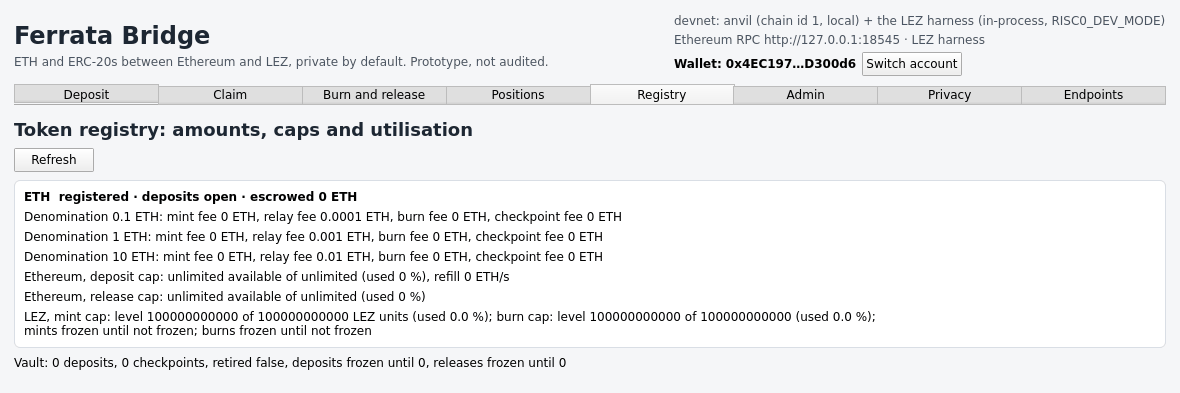 Ferrata Bridge
ETH and ERC-20s between Ethereum and LEZ, private by default. Prototype, not audited.
devnet: anvil (chain id 1, local) + the LEZ harness (in-process, RISC0_DEV_MODE)
Ethereum RPC http://127.0.0.1:18545 · LEZ harness
Wallet: 0x4EC197…D300d6 Switch account
Deposit Claim Burn and release Positions Registry Admin Privacy Endpoints
Token registry: amounts, caps and utilisation
Refresh
ETH registered · deposits open · escrowed 0 ETH
Denomination 0.1 ETH: mint fee 0 ETH, relay fee 0.0001 ETH, burn fee 0 ETH, checkpoint fee 0 ETH
Denomination 1 ETH: mint fee 0 ETH, relay fee 0.001 ETH, burn fee 0 ETH, checkpoint fee 0 ETH
Denomination 10 ETH: mint fee 0 ETH, relay fee 0.01 ETH, burn fee 0 ETH, checkpoint fee 0 ETH
Ethereum, deposit cap: unlimited available of unlimited (used 0 %), refill 0 ETH/s
Ethereum, release cap: unlimited available of unlimited (used 0 %)
LEZ, mint cap: level 100000000000 of 100000000000 LEZ units (used 0.0 %); burn cap: level 100000000000 of 100000000000 (used 0.0 %);
mints frozen until not frozen; burns frozen until not frozen
Vault: 0 deposits, 0 checkpoints, retired false, deposits frozen until 0, releases frozen until 0